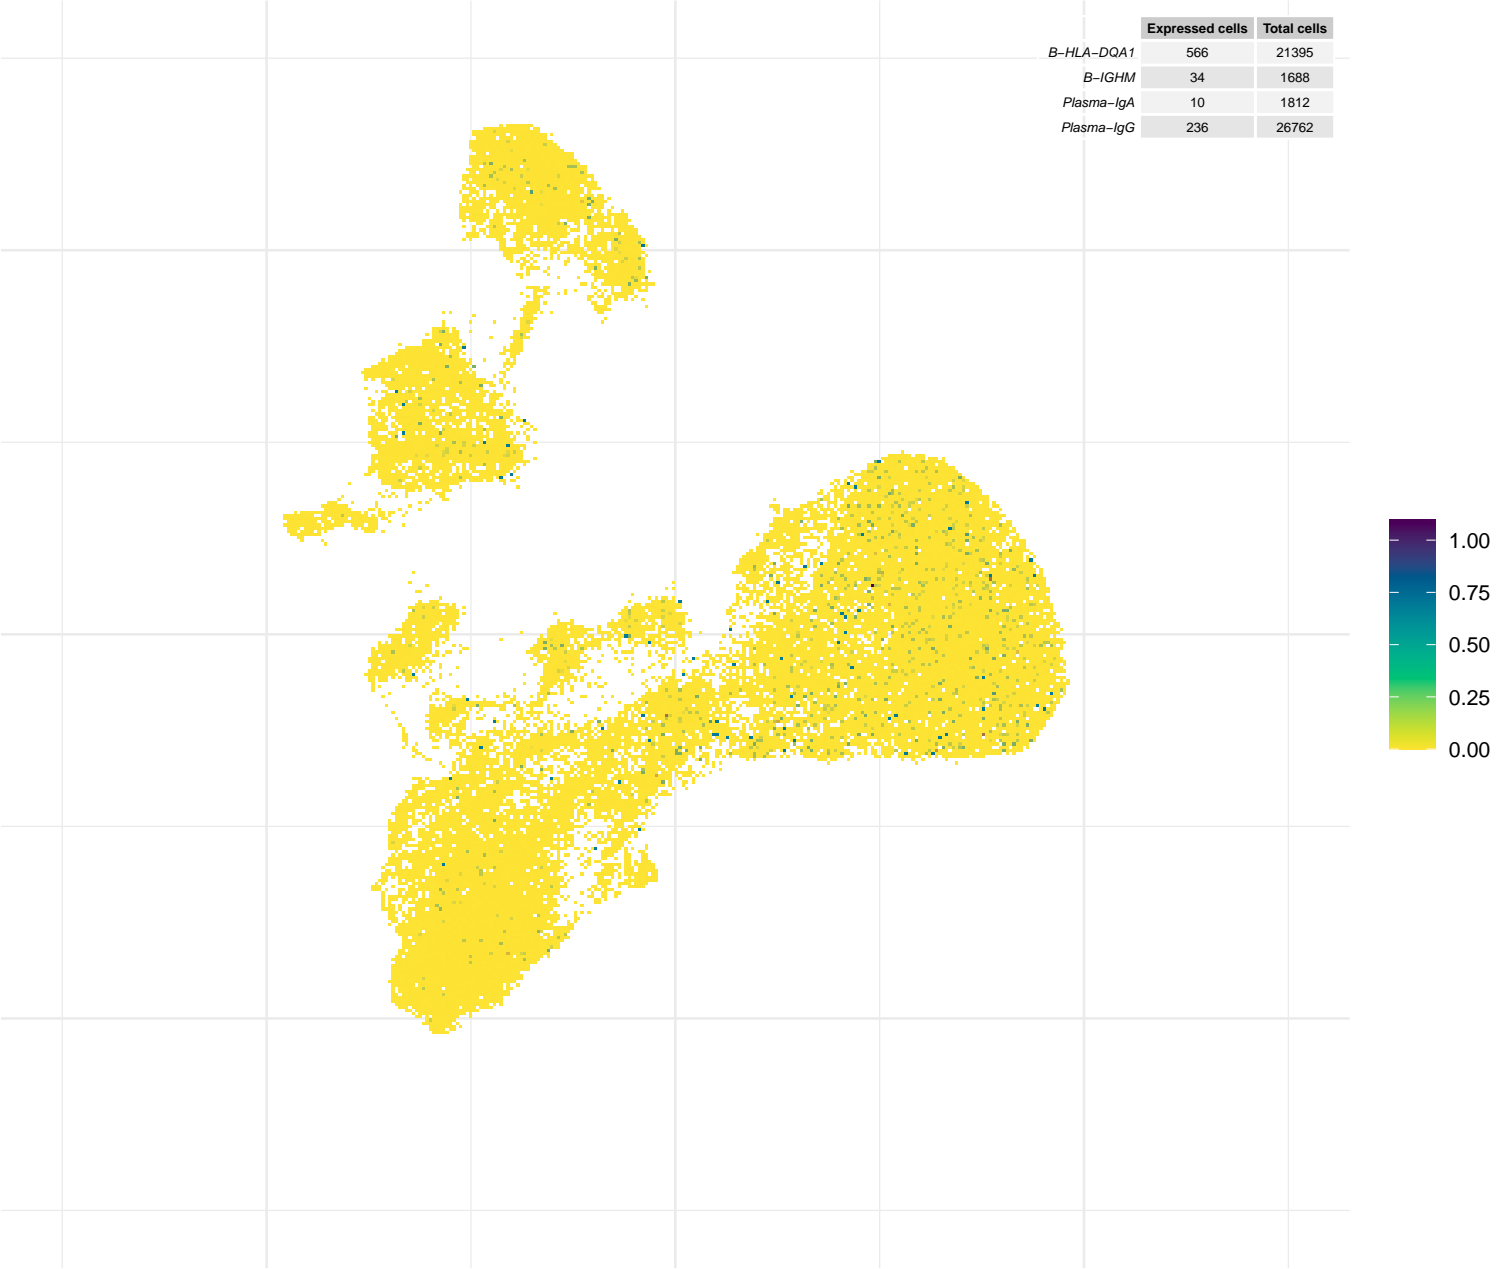 Expressed cells Total cells
B−HLA−DQA1 566 21395
B−IGHM 34 1688
Plasma−IgA 10 1812
Plasma−IgG 236 26762
1.00
0.75
0.50
0.25
0.00